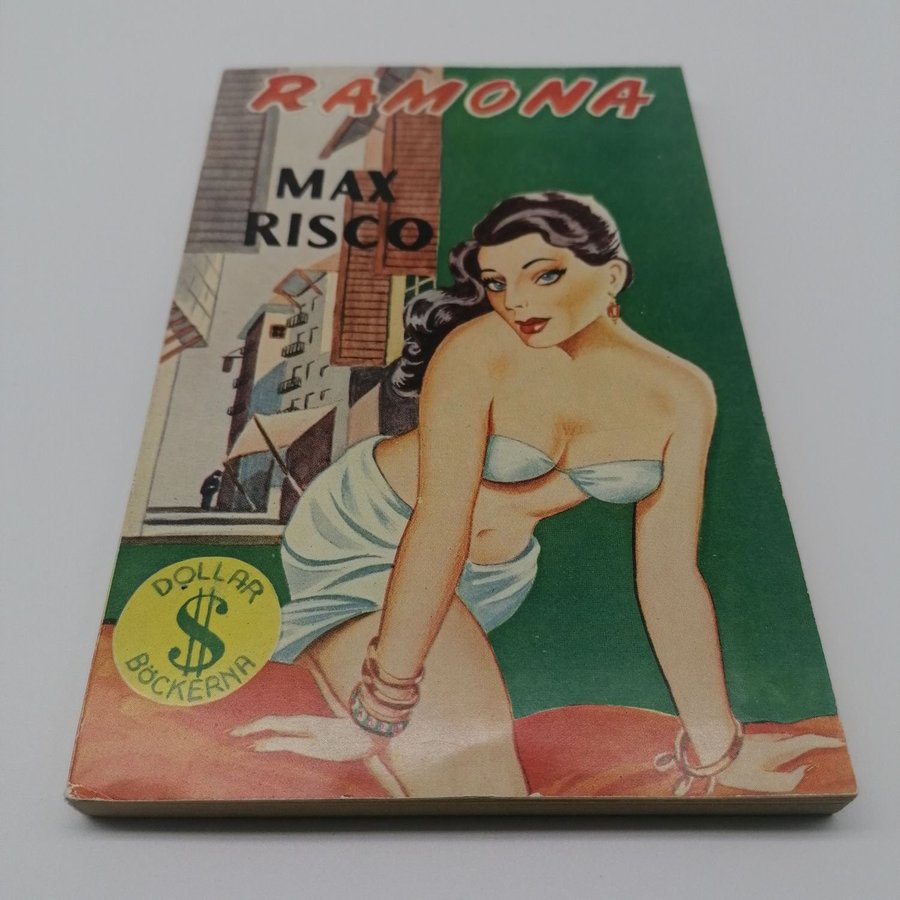 RAMONA
MAX
RISCO
DOLLAR
$
BÖCKERNA